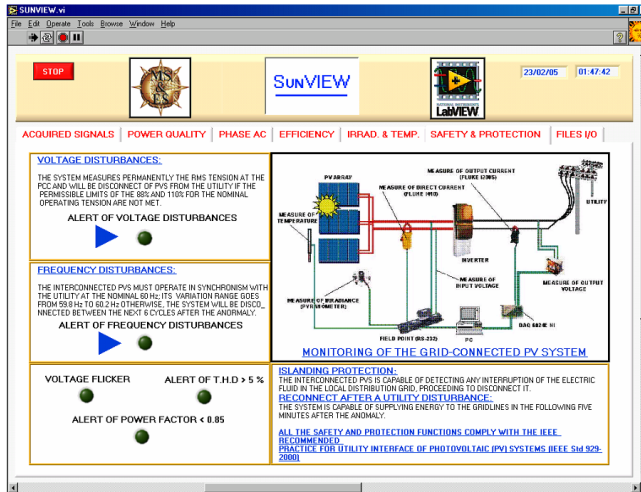 SUNVIEW.vi
File Edit Operate Tools Browse Window Help
STOP
MS
&
ES
SunVIEW
NATIONAL INSTRUMENTS
LabVIEW
23/02/05
01:47:42
ACQUIRED SIGNALS
POWER QUALITY
PHASE AC
EFFICIENCY
IRRAD. & TEMP.
SAFETY & PROTECTION
FILES I/O
VOLTAGE DISTURBANCES:
THE SYSTEM MEASURES PERMANENTLY THE RMS TENSION AT THE
PCC AND WILL BE DISCONNECT OF PVS FROM THE UTILITY IF THE
PERMISSIBLE LIMITS OF THE 88% AND 110% FOR THE NOMINAL
OPERATING TENSION ARE NOT MET.
ALERT OF VOLTAGE DISTURBANCES
FREQUENCY DISTURBANCES:
THE INTERCONNECTED PVS MUST OPERATE IN SYNCHRONISM WITH
THE UTILITY AT THE NOMINAL 60 Hz; ITS VARIATION RANGE GOES
FROM 59.8 Hz TO 60.2 Hz OTHERWISE, THE SYSTEM WILL BE DISCO_
NNECTED BETWEEN THE NEXT 6 CYCLES AFTER THE ANORMALY.
ALERT OF FREQUENCY DISTURBANCES
VOLTAGE FLICKER
ALERT OF T.H.D > 5 %
ALERT OF POWER FACTOR < 0.85
PV ARRAY
MEASURE OF OUTPUT CURRENT
MEASURE OF DIRECT CURRENT
UTILITY
MEASURE OF
TEMPERATURE
INVERTER
MEASURE OF
INPUT VOLTAGE
MEASURE OF OUTPUT
VOLTAGE
MEASURE OF IRRADIANCE
(PYRANOMETER)
FIELD POINT (RS-232)
PC
DAQ 6024E NI
MONITORING OF THE GRID-CONNECTED PV SYSTEM
ISLANDING PROTECTION:
THE INTERCONNECTED PVS IS CAPABLE OF DETECTING ANY INTERRUPTION OF THE ELECTRIC
FLUID IN THE LOCAL DISTRIBUTION GRID, PROCEEDING TO DISCONNECT IT.
RECONNECT AFTER A UTILITY DISTURBANCE:
THE SYSTEM IS CAPABLE OF SUPPLYING ENERGY TO THE GRIDLINES IN THE FOLLOWING FIVE
MINUTES AFTER THE ANOMALY.
ALL THE SAFETY AND PROTECTION FUNCTIONS COMPLY WITH THE IEEE
RECOMMENDED
PRACTICE FOR UTILITY INTERFACE OF PHOTOVOLTAIC (PV) SYSTEMS (IEEE Std 929-
2000)